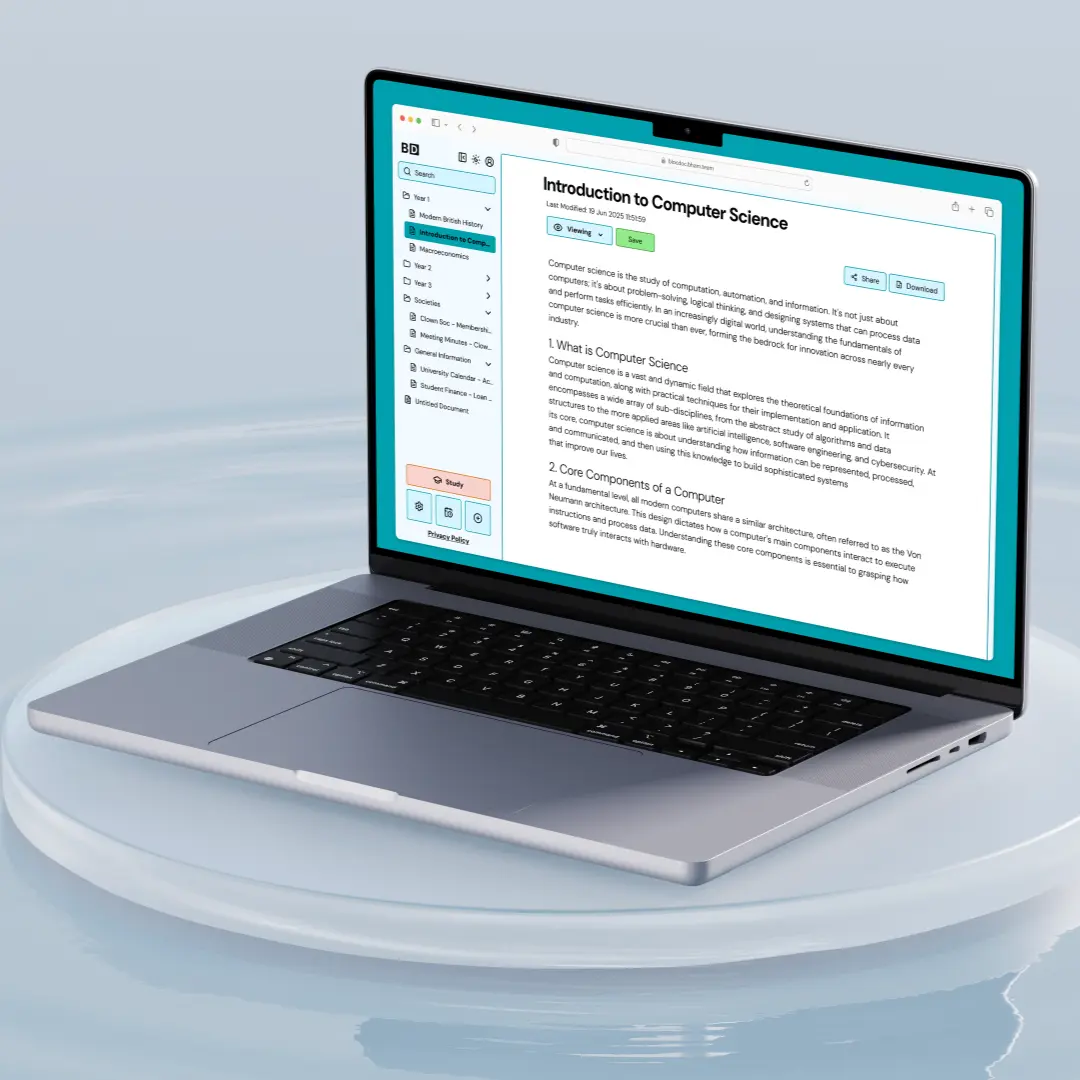 BD
Search
Year 1
Modern British History
Introduction to Comp...
Macroeconomics
Year 2
Year 3
Societies
Clown Soc - Membershi...
Meeting Minutes - Clow...
General Information
University Calendar - Ac...
Student Finance - Loan ...
Untitled Document
Study
Privacy Policy
Introduction to Computer Science
Last Modified: 19 Jun 2025 11:51:59
Viewing
Save
Share
Download
Computer science is the study of computation, automation, and information. It's not just about
computers; it's about problem-solving, logical thinking, and designing systems that can process data
and perform tasks efficiently. In an increasingly digital world, understanding the fundamentals of
computer science is more crucial than ever, forming the bedrock for innovation across nearly every
industry.
1. What is Computer Science
Computer science is a vast and dynamic field that explores the theoretical foundations of information
and computation, along with practical techniques for their implementation and application. It
encompasses a wide array of sub-disciplines, from the abstract study of algorithms and data
structures to the more applied areas like artificial intelligence, software engineering, and cybersecurity. At
its core, computer science is about understanding how information can be represented, processed,
and communicated, and then using this knowledge to build sophisticated systems
that improve our lives.
2. Core Components of a Computer
At a fundamental level, all modern computers share a similar architecture, often referred to as the Von
Neumann architecture. This design dictates how a computer's main components interact to execute
instructions and process data. Understanding these core components is essential to grasping how
software truly interacts with hardware.